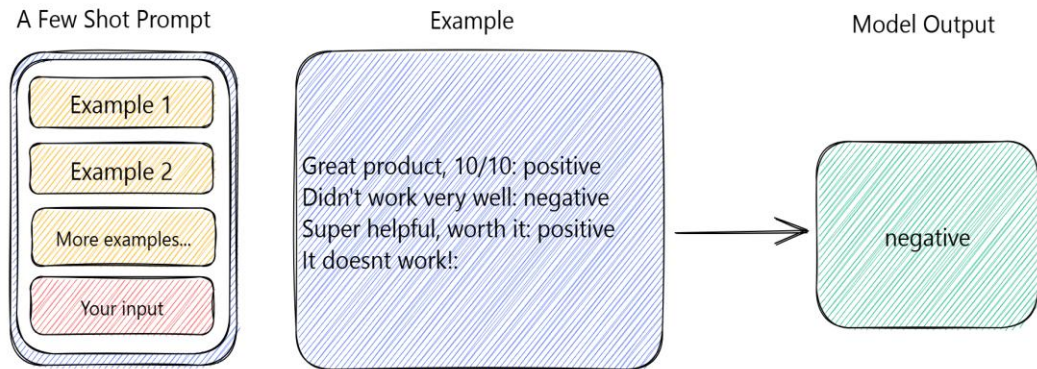 A Few Shot Prompt
Example 1
Example 2
More examples...
Your input
Example
Great product, 10/10: positive
Didn't work very well: negative
Super helpful, worth it: positive
It doesnt work!:
Model Output
negative